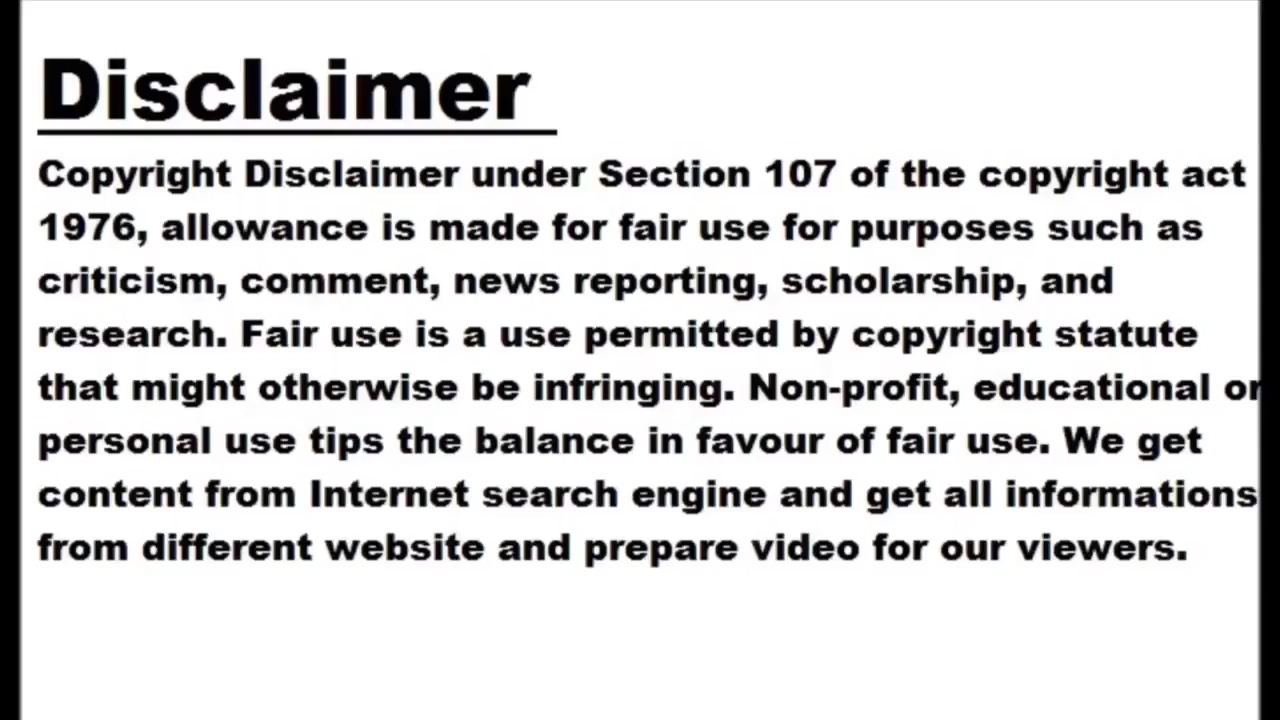 Disclaimer
Copyright Disclaimer under Section 107 of the copyright act
1976, allowance is made for fair use for purposes such as
criticism, comment, news reporting, scholarship, and
research. Fair use is a use permitted by copyright statute
that might otherwise be infringing. Non-profit, educational or
personal use tips the balance in favour of fair use. We get
content from Internet search engine and get all informations
from different website and prepare video for our viewers.